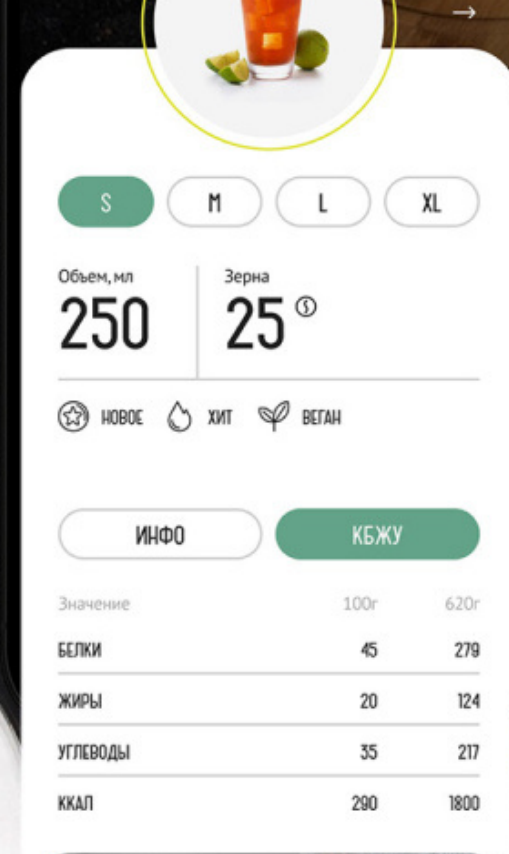 →
S M L XL
Объем, мл Зерна
250 25
НОВОЕ ХИТ ВЕГАН
ИНФО КБЖУ
Значение 100г 620г
БЕЛКИ 45 279
ЖИРЫ 20 124
УГЛЕВОДЫ 35 217
ККАЛ 290 1800